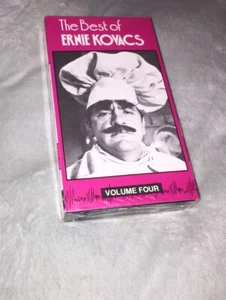 The Best of
ERNIE KOVACS
VOLUME FOUR